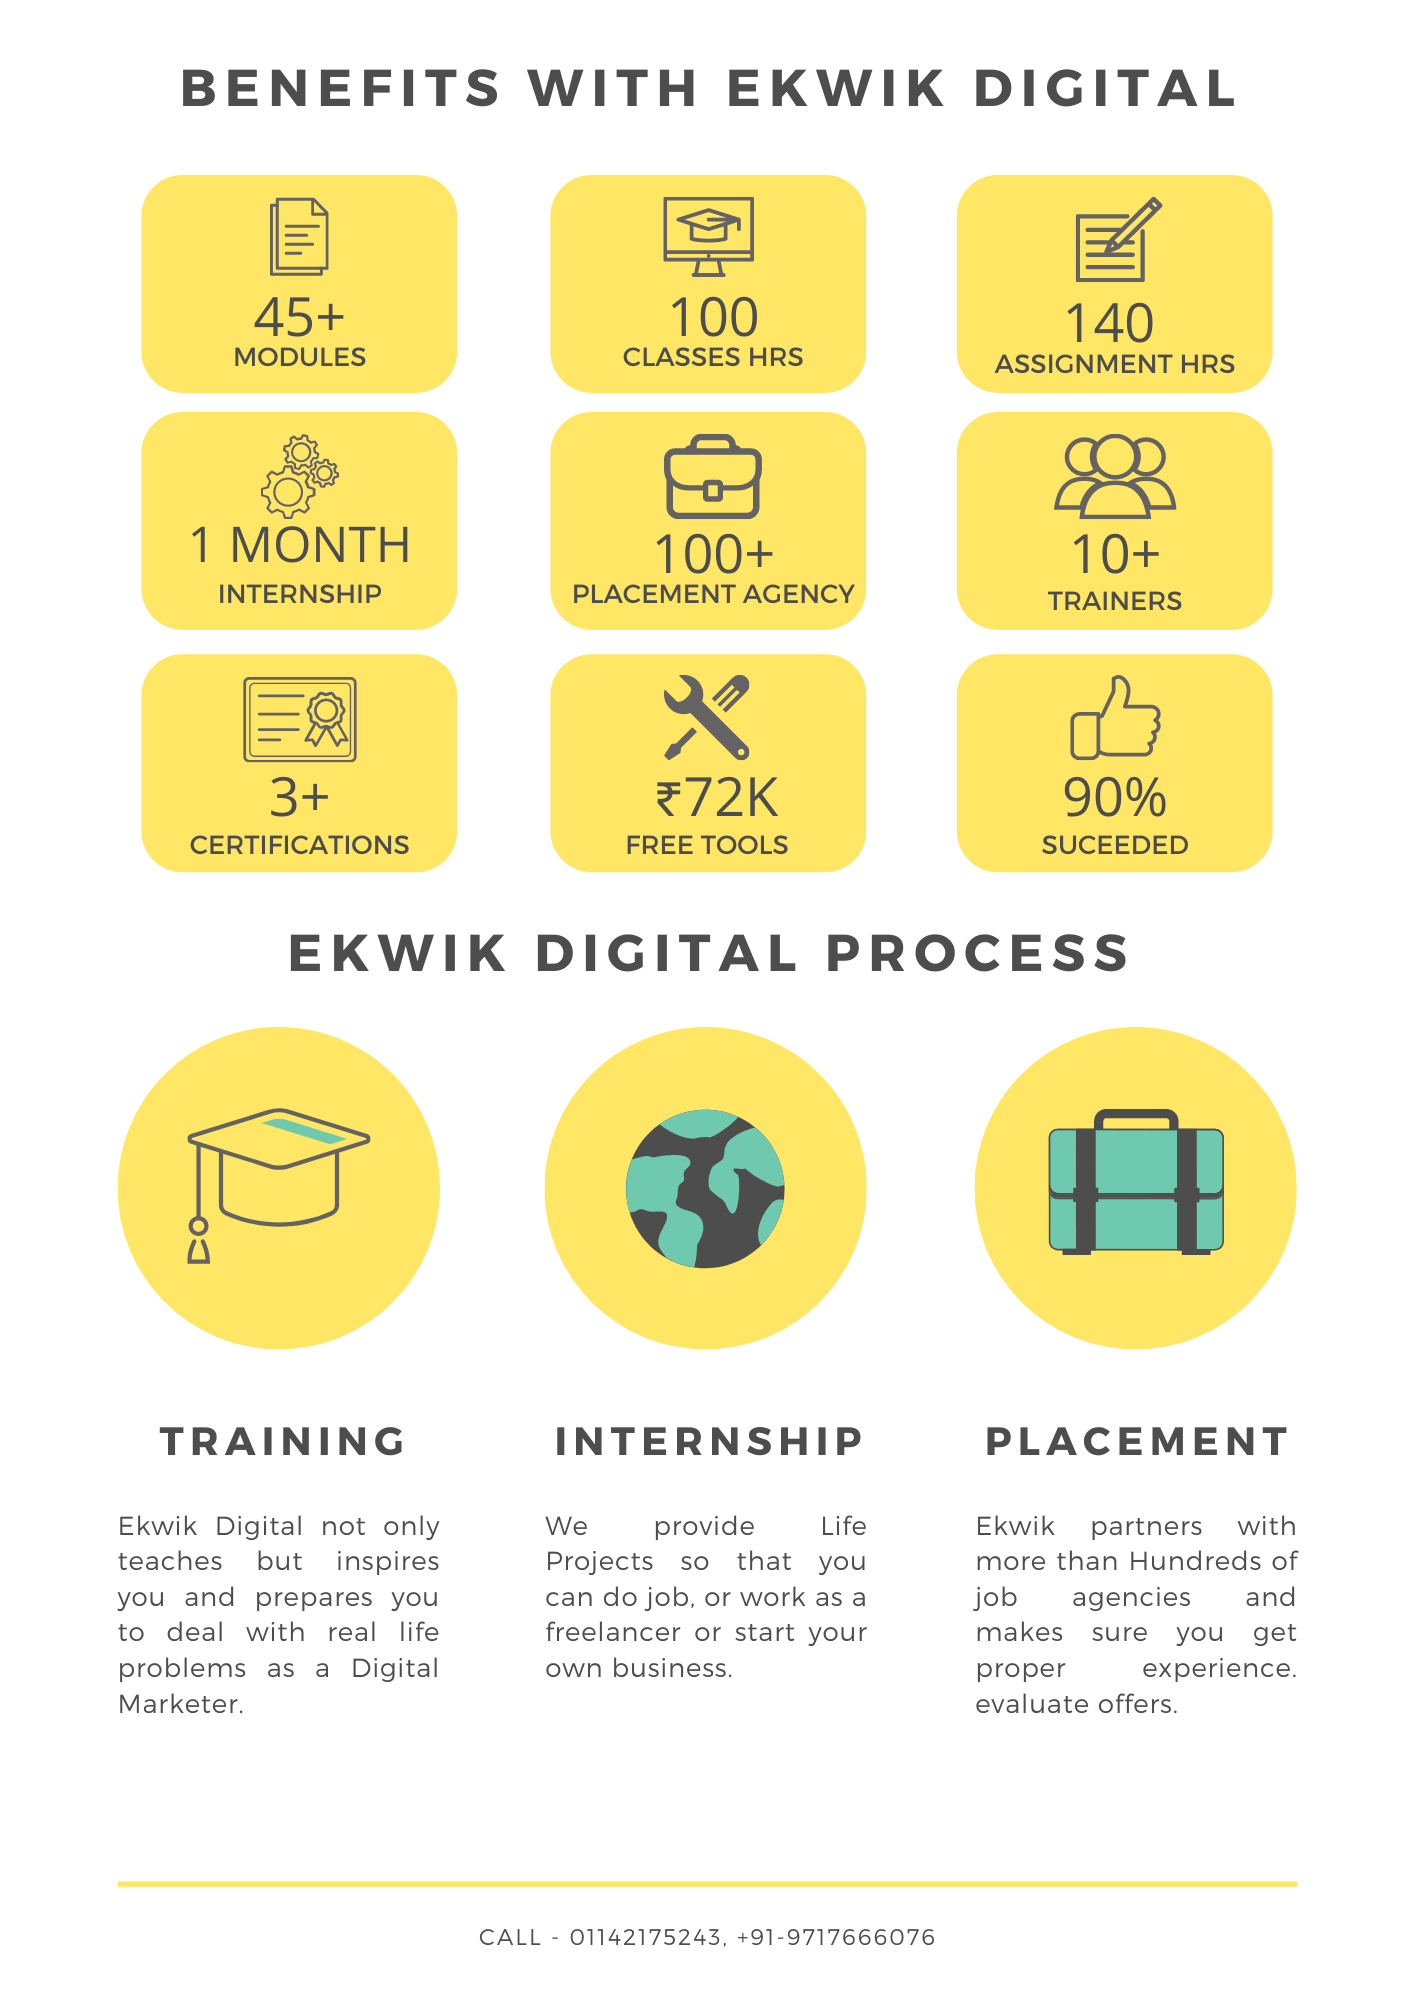 BENEFITS WITH EKWIK DIGITAL
45+
MODULES
100
CLASSES HRS
140
ASSIGNMENT HRS
1 MONTH
INTERNSHIP
100+
PLACEMENT AGENCY
10+
TRAINERS
3+
CERTIFICATIONS
₹72K
FREE TOOLS
90%
SUCEEDED
EKWIK DIGITAL PROCESS
TRAINING
Ekwik Digital not only
teaches but inspires
you and prepares you
to deal with real life
problems as a Digital
Marketer.
INTERNSHIP
We provide Life
Projects so that you
can do job, or work as a
freelancer or start your
own business.
PLACEMENT
Ekwik partners with
more than Hundreds of
job agencies and
makes sure you get
proper experience.
evaluate offers.
CALL - 01142175243, +91-9717666076